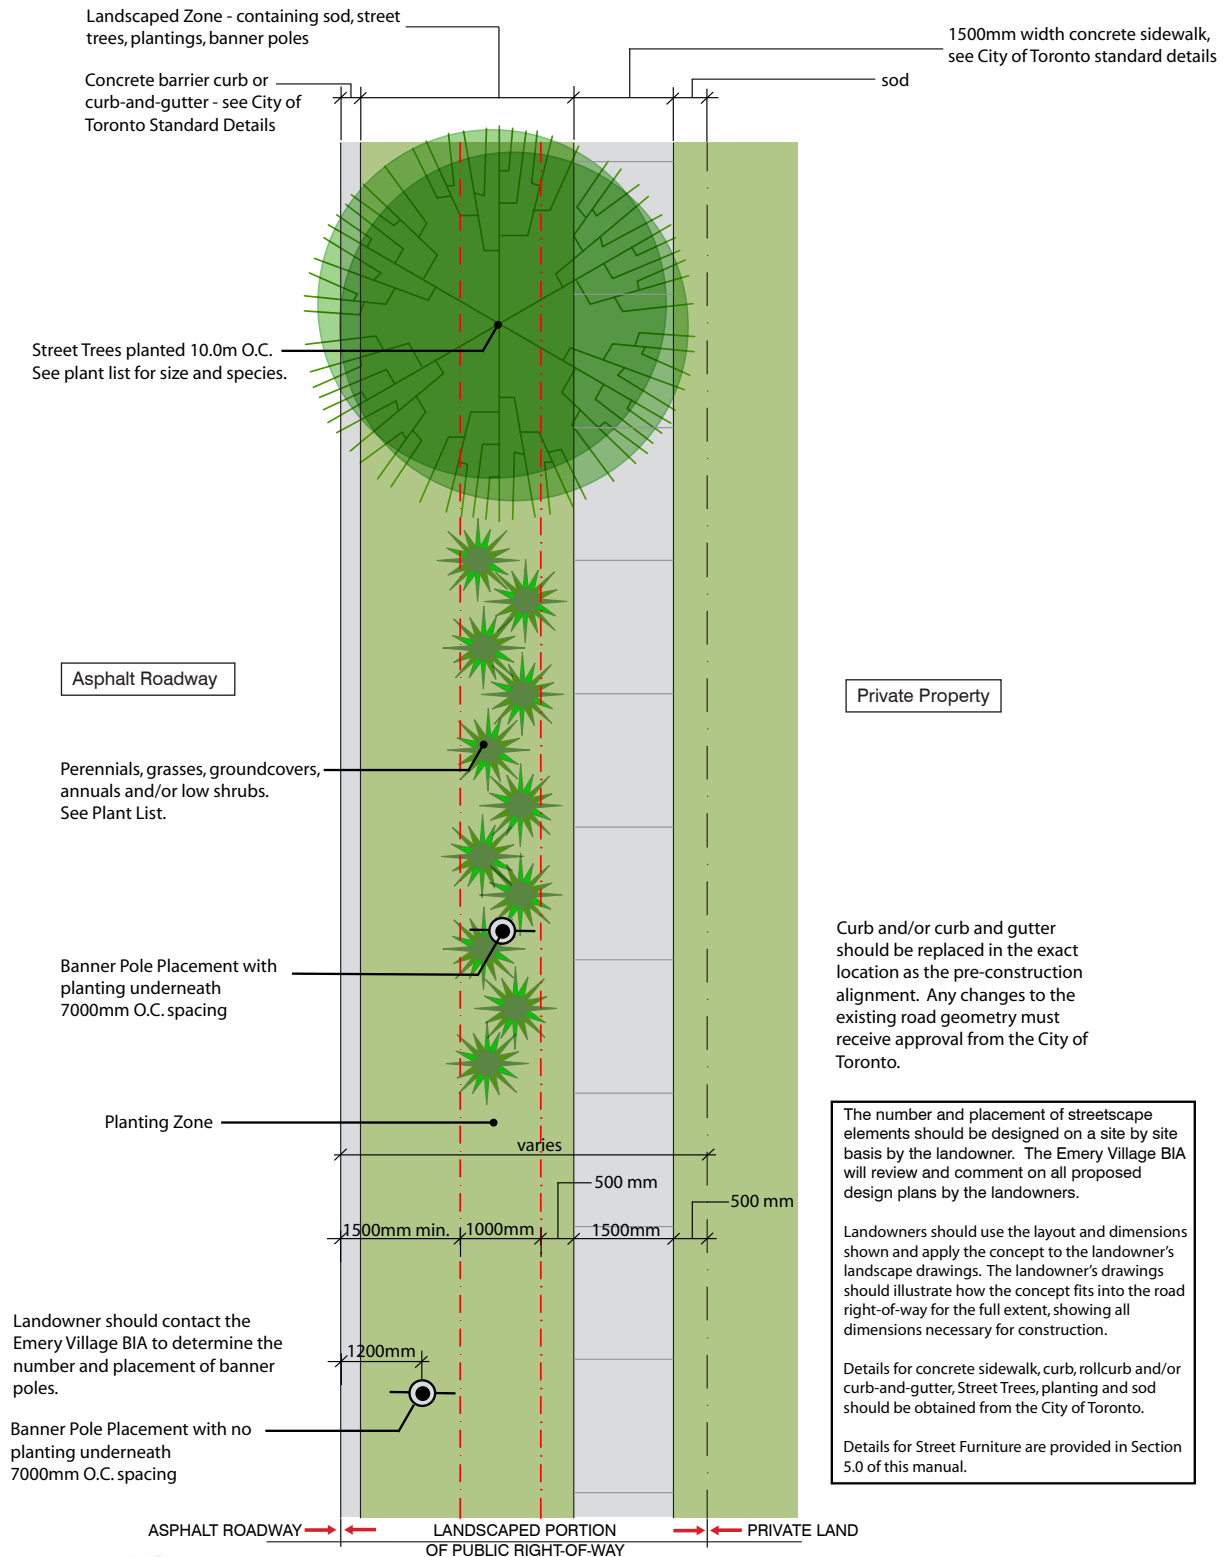 Landscaped Zone - containing sod, street
trees, plantings, banner poles
1500mm width concrete sidewalk,
see City of Toronto standard details
Concrete barrier curb or
curb-and-gutter - see City of
Toronto Standard Details
sod
Street Trees planted 10.0m O.C.
See plant list for size and species.
Asphalt Roadway
Private Property
Perennials, grasses, groundcovers,
annuals and/or low shrubs.
See Plant List.
Banner Pole Placement with
planting underneath
7000mm O.C. spacing
Curb and/or curb and gutter
should be replaced in the exact
location as the pre-construction
alignment. Any changes to the
existing road geometry must
receive approval from the City of
Toronto.
Planting Zone
varies
500 mm
500 mm
1500mm min.
1000mm
1500mm
The number and placement of streetscape
elements should be designed on a site by site
basis by the landowner. The Emery Village BIA
will review and comment on all proposed
design plans by the landowners.
Landowners should use the layout and dimensions
shown and apply the concept to the landowner's
landscape drawings. The landowner's drawings
should illustrate how the concept fits into the road
right-of-way for the full extent, showing all
dimensions necessary for construction.
Details for concrete sidewalk, curb, rollcurb and/or
curb-and-gutter, Street Trees, planting and sod
should be obtained from the City of Toronto.
Details for Street Furniture are provided in Section
5.0 of this manual.
Landowner should contact the
Emery Village BIA to determine the
number and placement of banner
poles.
1200mm
Banner Pole Placement with no
planting underneath
7000mm O.C. spacing
ASPHALT ROADWAY
LANDSCAPED PORTION
OF PUBLIC RIGHT-OF-WAY
PRIVATE LAND